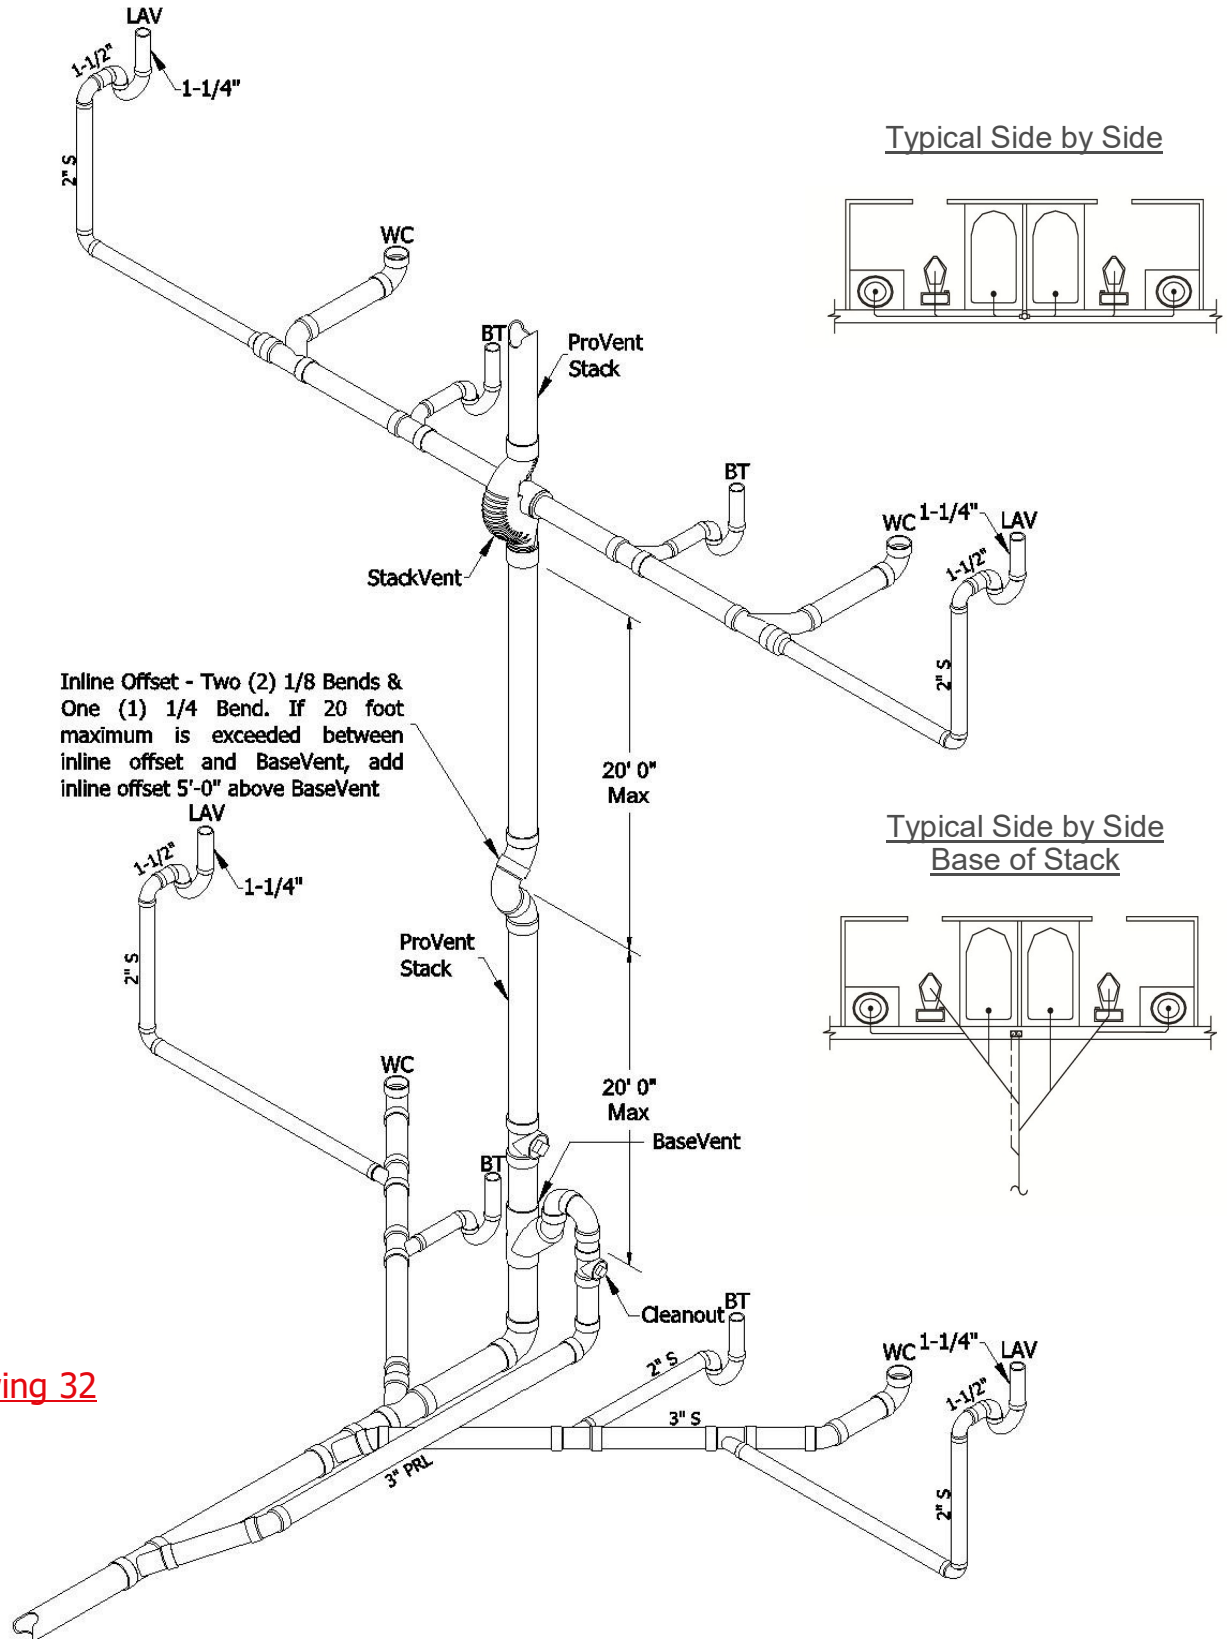 LAV
1-1/2"
1-1/4"
2" S
WC
BT
ProVent
Stack
Typical Side by Side
StackVent
BT
WC
1-1/4"
LAV
1-1/2"
2" S
Inline Offset - Two (2) 1/8 Bends &
One (1) 1/4 Bend. If 20 foot
maximum is exceeded between
inline offset and BaseVent, add
inline offset 5'-0" above BaseVent
20' 0"
Max
LAV
1-1/2"
1-1/4"
2" S
Typical Side by Side
Base of Stack
ProVent
Stack
WC
20' 0"
Max
BaseVent
BT
Cleanout
BT
2" S
WC
1-1/4"
LAV
1-1/2"
3" S
2" S
3" PRL
ing 32